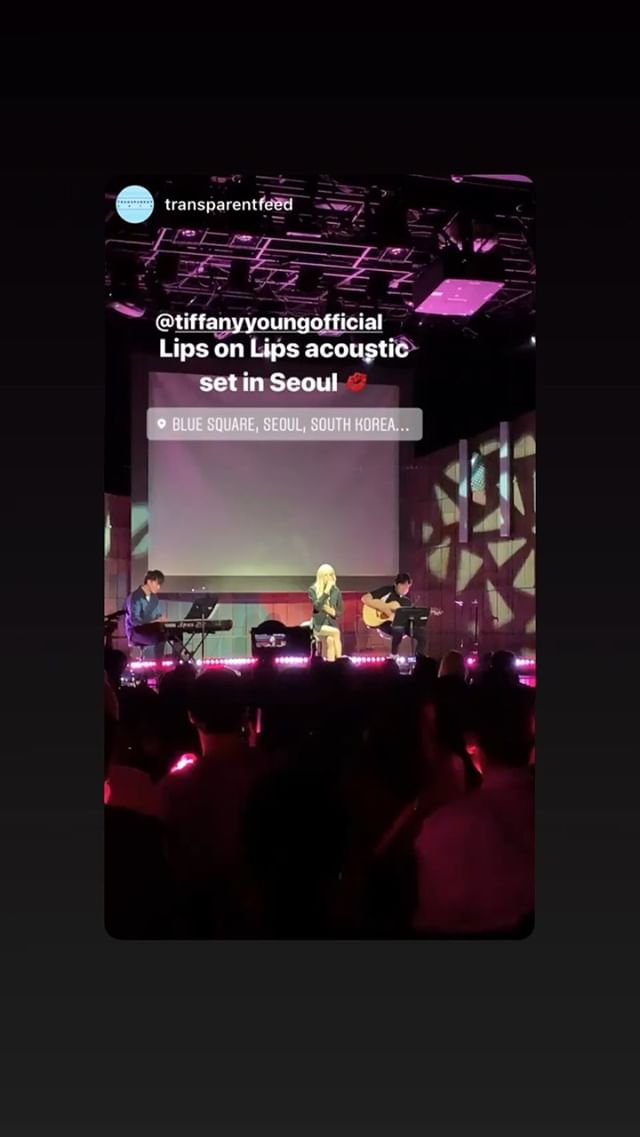 transparentfeed
@tiffanyyoungofficial
Lips on Lips acoustic
set in Seoul 💋
BLUE SQUARE, SEOUL, SOUTH KOREA...